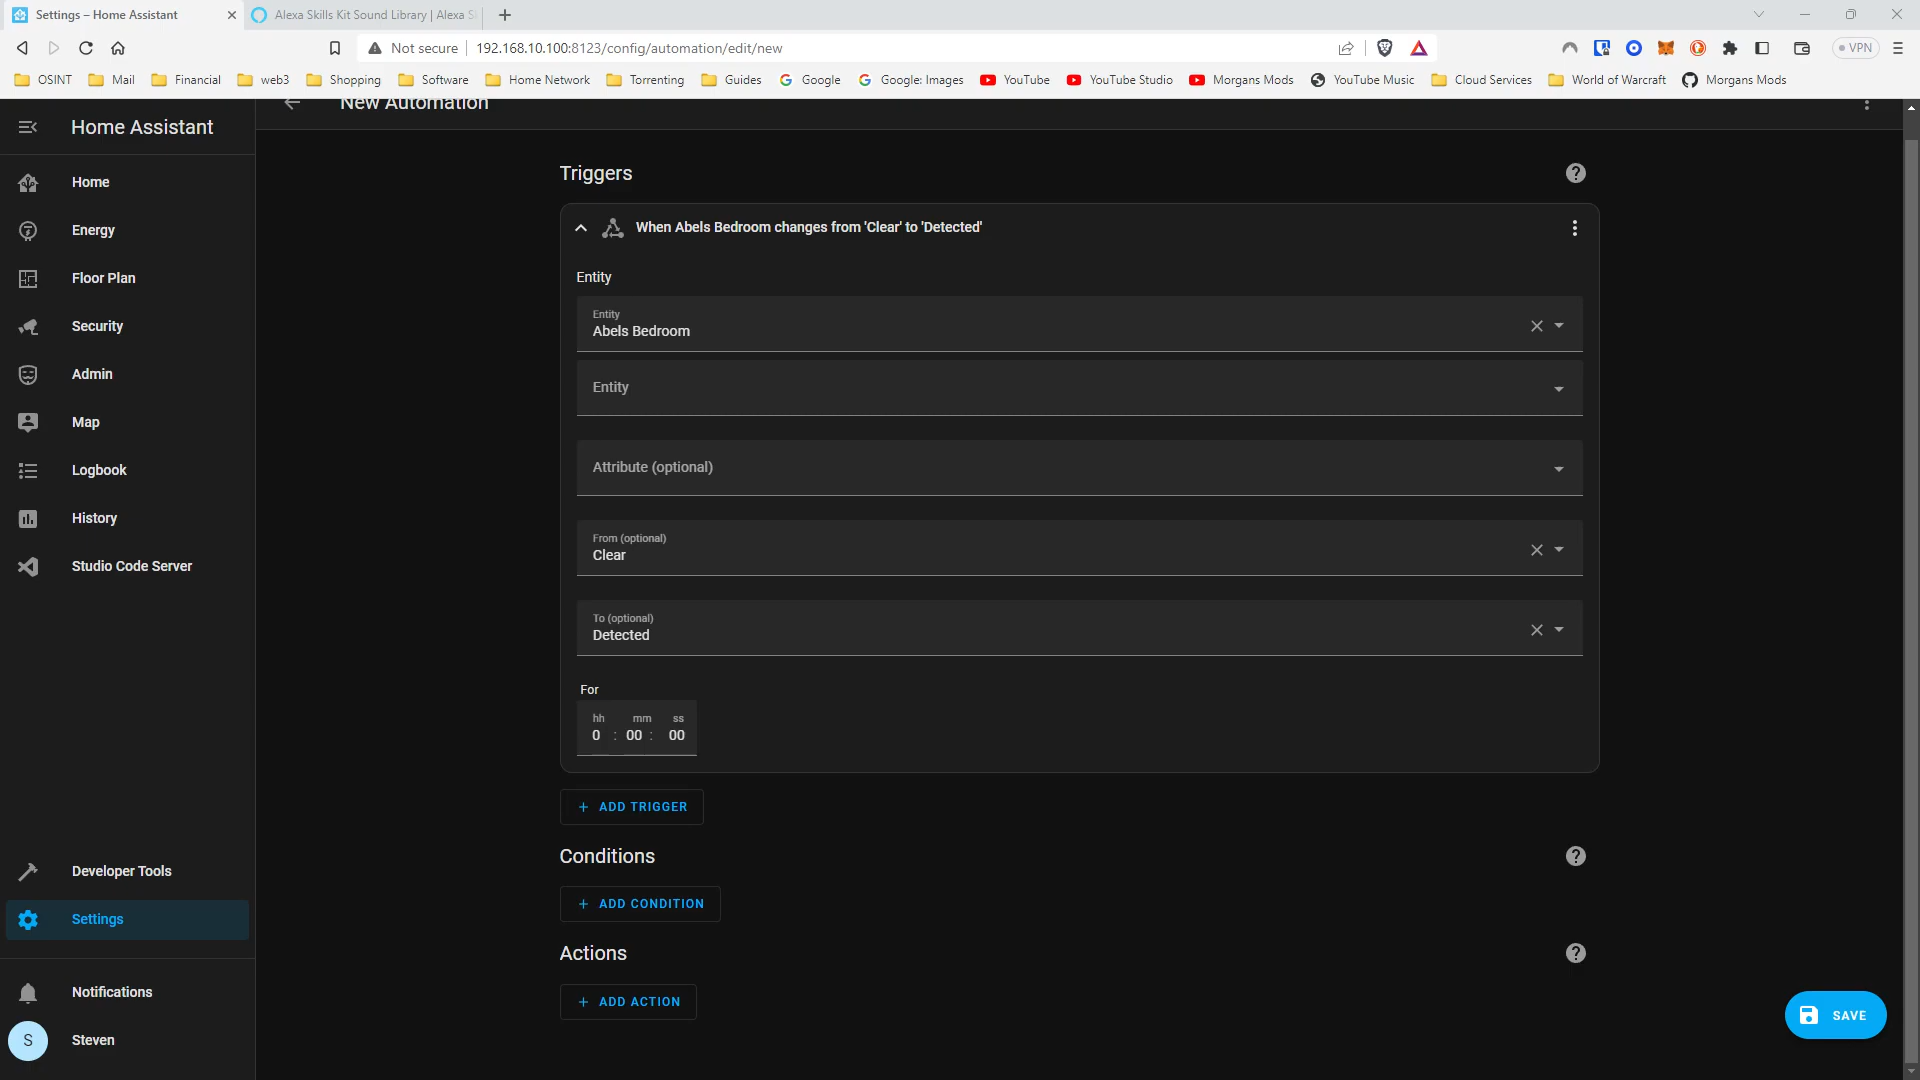 Settings – Home Assistant
Alexa Skills Kit Sound Library | Alexa S
Not secure
192.168.10.100:8123/config/automation/edit/new
VPN
OSINT
Mail
Financial
web3
Shopping
Software
Home Network
Torrenting
Guides
Google
Google: Images
YouTube
YouTube Studio
Morgans Mods
YouTube Music
Cloud Services
World of Warcraft
Morgans Mods
Home Assistant
New Automation
Home
Energy
Floor Plan
Security
Admin
Map
Logbook
History
Studio Code Server
Developer Tools
Settings
Notifications
S
Steven
Triggers
When Abels Bedroom changes from 'Clear' to 'Detected'
Entity
Entity
Abels Bedroom
Entity
Attribute (optional)
From (optional)
Clear
To (optional)
Detected
For
hh mm ss
0 : 00 : 00
+ ADD TRIGGER
Conditions
+ ADD CONDITION
Actions
+ ADD ACTION
SAVE